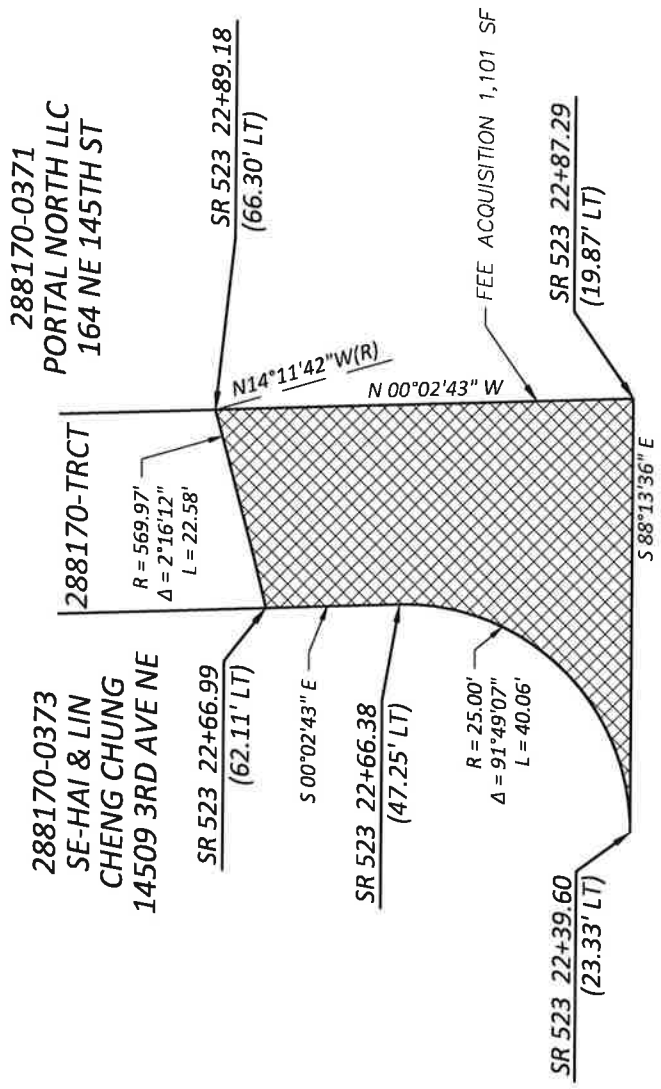 288170-0371
PORTAL NORTH LLC
164 NE 145TH ST
288170-TRCT
288170-0373
SE-HAI & LIN
CHENG CHUNG
14509 3RD AVE NE
SR 523 22+89.18
(66.30' LT)
R = 569.97'
Δ = 2°16'12"
L = 22.58'
N14°11'42"W(R)
N 00°02'43" W
SR 523 22+66.99
(62.11' LT)
S 00°02'43" E
SR 523 22+66.38
(47.25' LT)
FEE ACQUISITION 1,101 SF
R = 25.00'
Δ = 91°49'07"
L = 40.06'
SR 523 22+87.29
(19.87' LT)
S 88°13'36" E
SR 523 22+39.60
(23.33' LT)